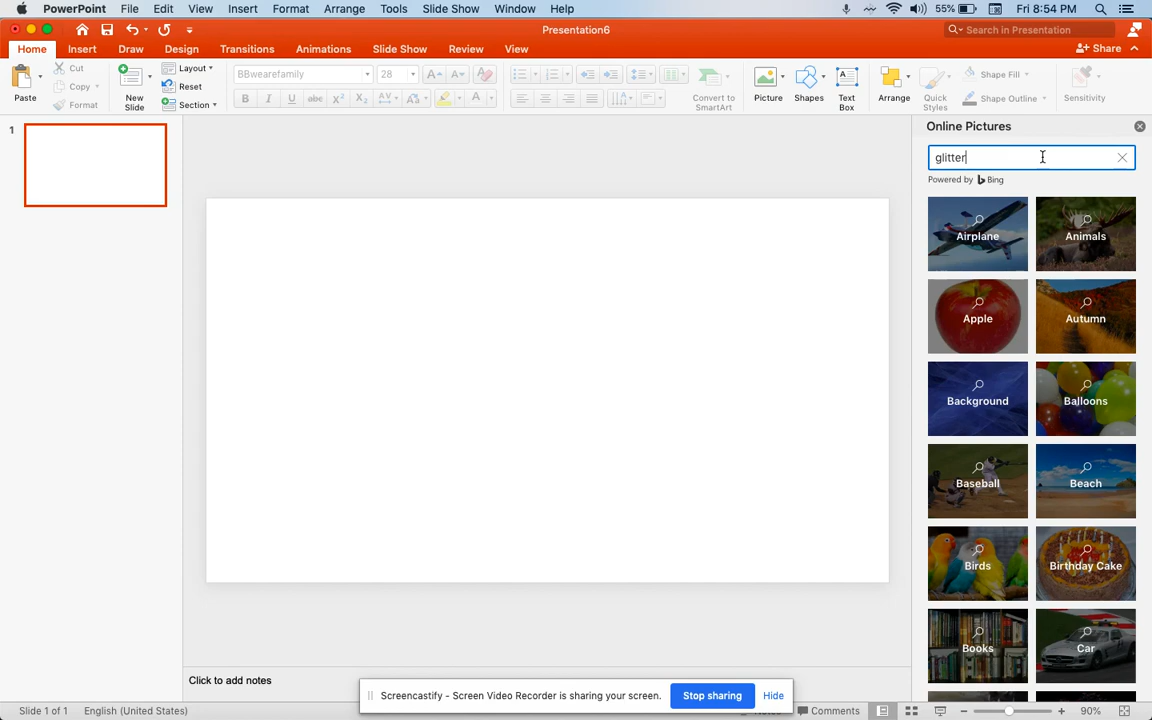 PowerPoint File Edit View Insert Format Arrange Tools Slide Show Window Help 55% Fri 8:54 PM
Presentation6 Search in Presentation
Home Insert Draw Design Transitions Animations Slide Show Review View Share
Paste Cut Copy Format
New Slide Layout Reset Section
BBwearefamily 28
Convert to SmartArt
Picture Shapes Text Box
Arrange Quick Styles Shape Fill Shape Outline
Sensitivity
1
Online Pictures
glitter
Powered by Bing
Airplane Animals
Apple Autumn
Background Balloons
Baseball Beach
Birds Birthday Cake
Books Car
Click to add notes
Screencastify - Screen Video Recorder is sharing your screen. Stop sharing Hide
Slide 1 of 1 English (United States) Comments 90%